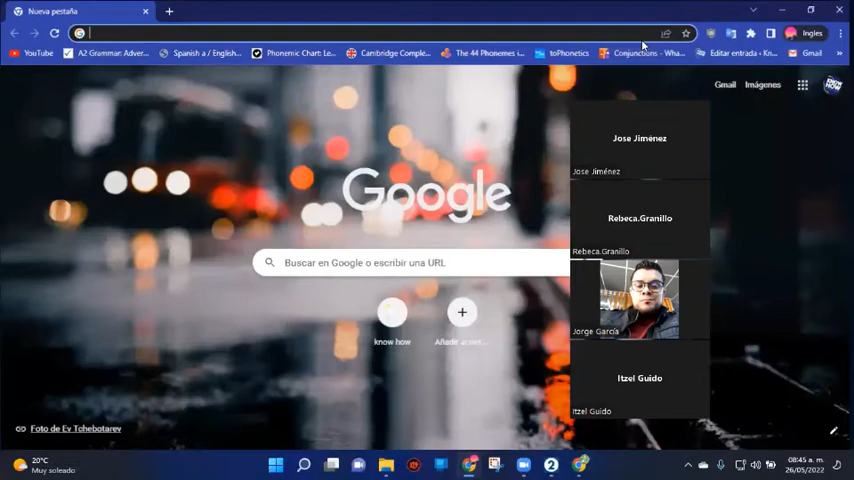 Nueva pestaña
Ingles
YouTube
A2 Grammar: Adver...
Spanish a / English...
Phonemic Chart: Le...
Cambridge Comple...
The 44 Phonemes i...
toPhonetics
Conjunctions - Wha...
Editar entrada ‹ Kn...
Gmail
»
Gmail
Imágenes
Google
Jose Jiménez
Jose Jiménez
Rebeca.Granillo
Rebeca.Granillo
Buscar en Google o escribir una URL
know how
Jorge García
Itzel Guido
Itzel Guido
Foto de Ev Tchebotarev
20°C
Muy soleado
2
08:45 a. m.
26/05/2022